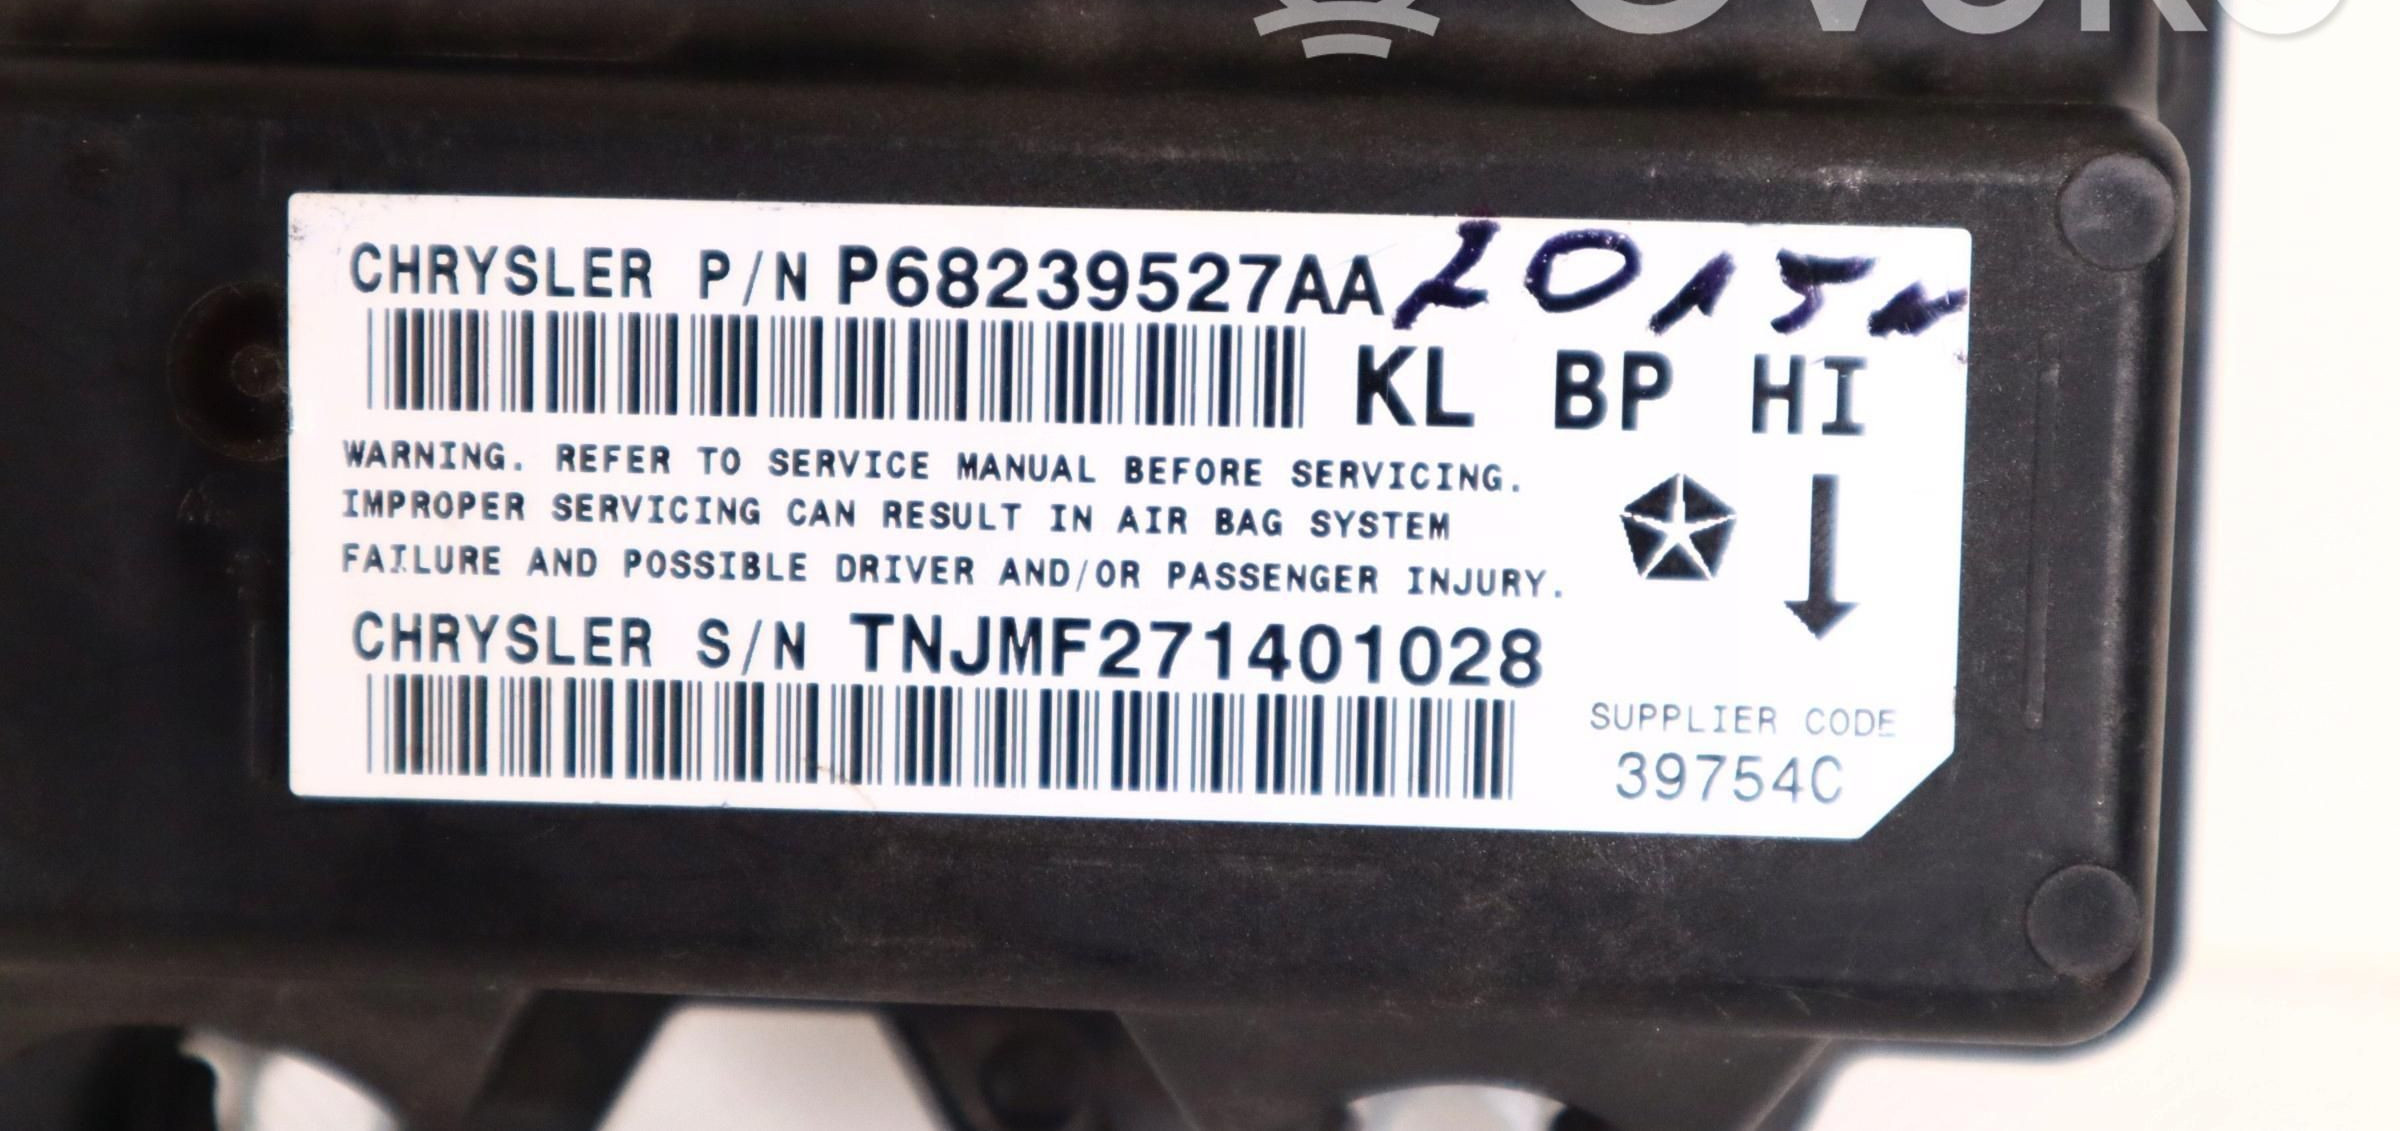 CHRYSLER P/N P68239527AA 2015
KL BP HI
WARNING. REFER TO SERVICE MANUAL BEFORE SERVICING.
IMPROPER SERVICING CAN RESULT IN AIR BAG SYSTEM
FAILURE AND POSSIBLE DRIVER AND/OR PASSENGER INJURY.
CHRYSLER S/N TNJMF271401028
SUPPLIER CODE
39754C